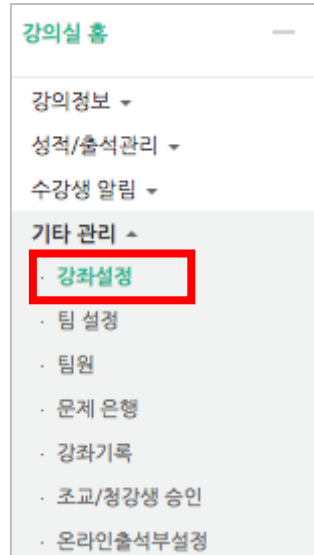 강의실 홈
강의정보
성적/출석관리
수강생 알림
기타 관리
· 강좌설정
· 팀 설정
· 팀원
· 문제 은행
· 강좌기록
· 조교/청강생 승인
· 온라인출석부설정